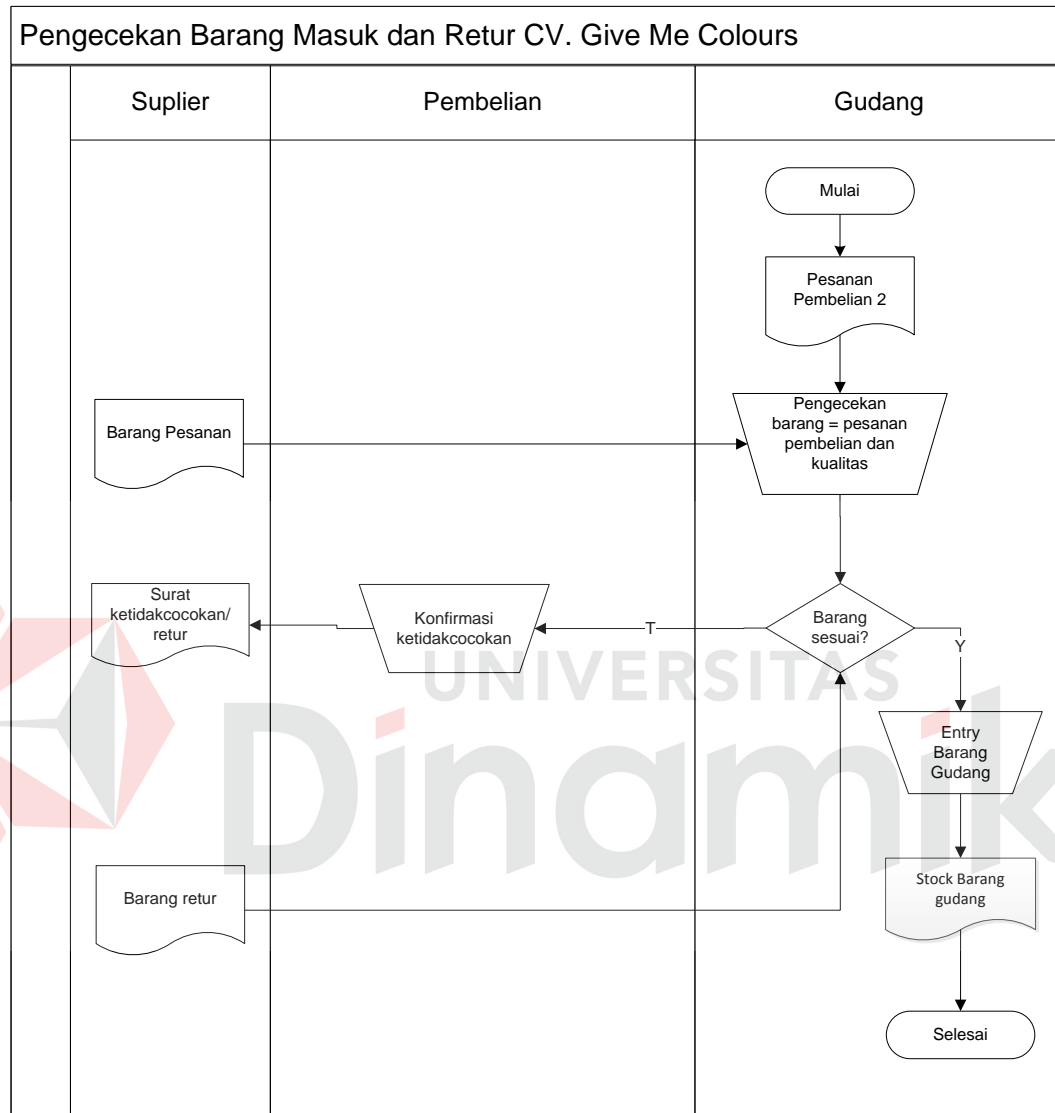 Pengecekan Barang Masuk dan Retur CV. Give Me Colours
Suplier
Pembelian
Gudang
Mulai
Pesanan
Pembelian 2
Barang Pesanan
Pengecekan
barang = pesanan
pembelian dan
kualitas
Surat
ketidakcocokan/
retur
Konfirmasi
ketidakcocokan
T
Barang
sesuai?
Y
UNIVERSITAS
Dinamik
Entry
Barang
Gudang
Barang retur
Stock Barang
gudang
Selesai